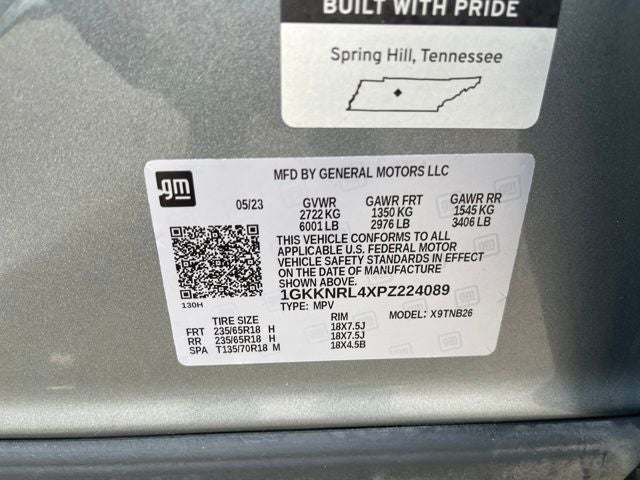 BUILT WITH PRIDE
Spring Hill, Tennessee
gm
MFD BY GENERAL MOTORS LLC
05/23 GVWR GAWR FRT GAWR RR
2722 KG 1350 KG 1545 KG
6001 LB 2976 LB 3406 LB
THIS VEHICLE CONFORMS TO ALL
APPLICABLE U.S. FEDERAL MOTOR
VEHICLE SAFETY STANDARDS IN EFFECT
ON THE DATE OF MANUFACTURE
SHOWN ABOVE.
130H
1GKKNRL4XPZ224089
TYPE: MPV MODEL: X9TNB26
TIRE SIZE RIM
FRT 235/65R18 H 18X7.5J
RR 235/65R18 H 18X7.5J
SPA T135/70R18 M 18X4.5B